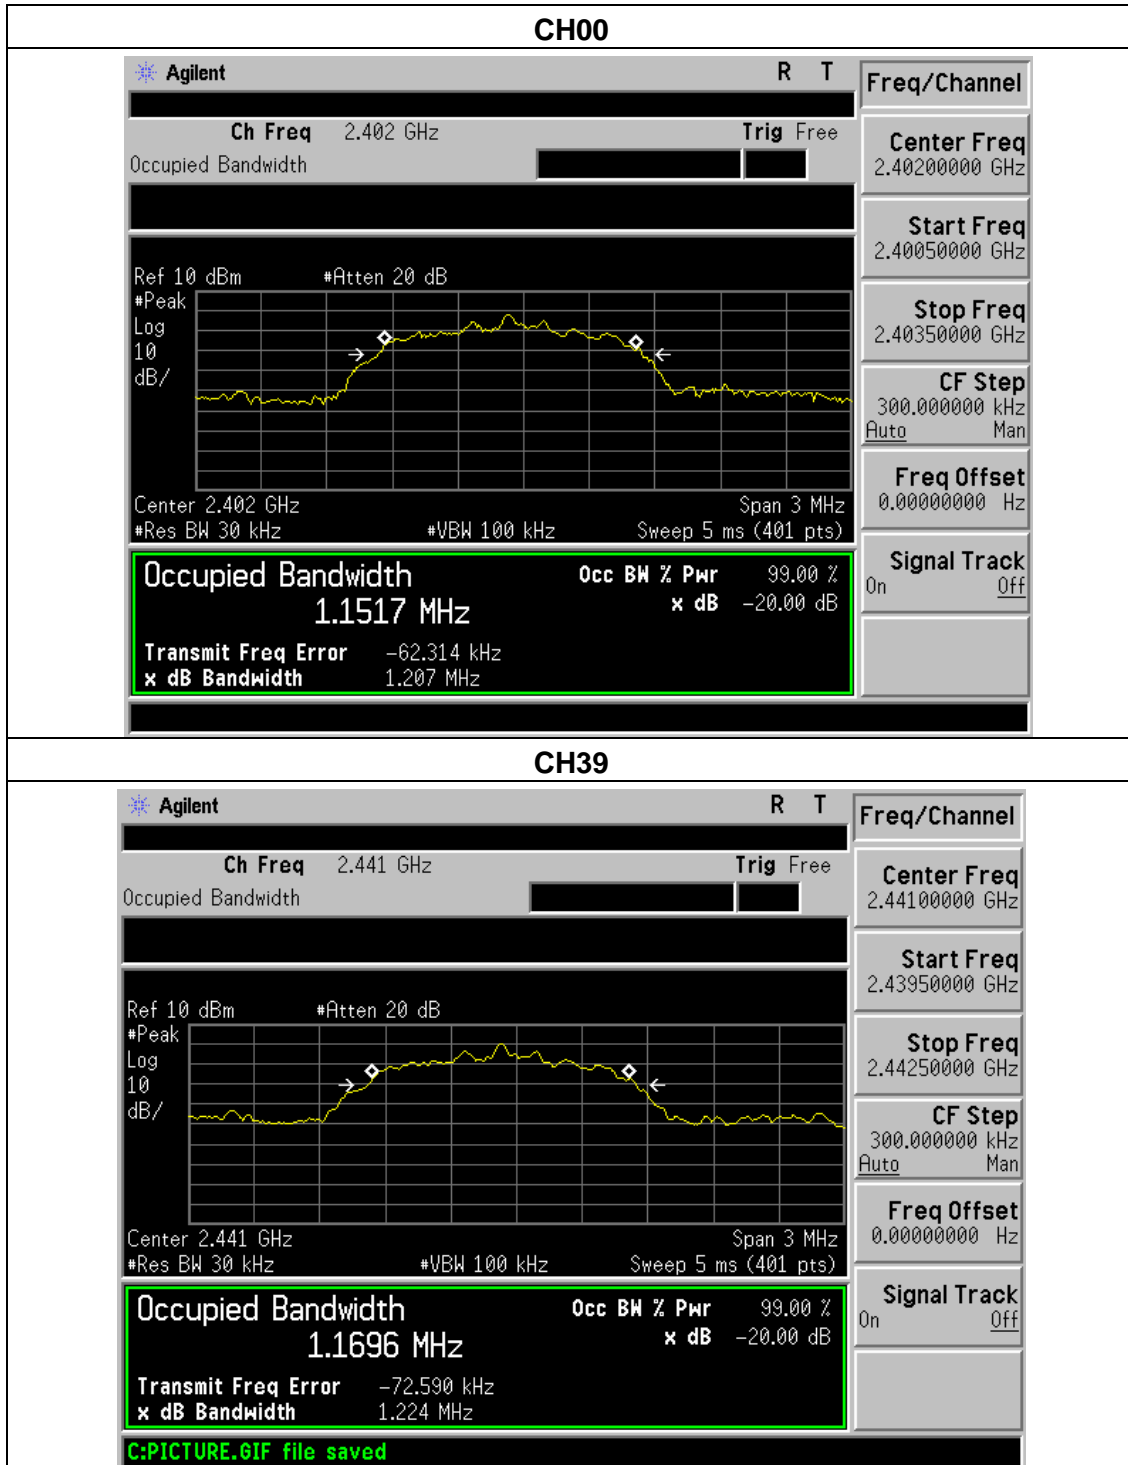 CH00
Agilent R T
Freq/Channel
Ch Freq 2.402 GHz Trig Free
Occupied Bandwidth
Center Freq
2.40200000 GHz
Start Freq
2.40050000 GHz
Ref 10 dBm #Atten 20 dB
#Peak
Log
10
dB/
Stop Freq
2.40350000 GHz
CF Step
300.000000 kHz
Auto Man
Freq Offset
0.00000000 Hz
Center 2.402 GHz Span 3 MHz
#Res BW 30 kHz #VBW 100 kHz Sweep 5 ms (401 pts)
Signal Track
On Off
Occupied Bandwidth Occ BW % Pwr 99.00 %
1.1517 MHz x dB -20.00 dB
Transmit Freq Error -62.314 kHz
x dB Bandwidth 1.207 MHz
CH39
Agilent R T
Freq/Channel
Ch Freq 2.441 GHz Trig Free
Occupied Bandwidth
Center Freq
2.44100000 GHz
Start Freq
2.43950000 GHz
Ref 10 dBm #Atten 20 dB
#Peak
Log
10
dB/
Stop Freq
2.44250000 GHz
CF Step
300.000000 kHz
Auto Man
Freq Offset
0.00000000 Hz
Center 2.441 GHz Span 3 MHz
#Res BW 30 kHz #VBW 100 kHz Sweep 5 ms (401 pts)
Signal Track
On Off
Occupied Bandwidth Occ BW % Pwr 99.00 %
1.1696 MHz x dB -20.00 dB
Transmit Freq Error -72.590 kHz
x dB Bandwidth 1.224 MHz
C:PICTURE.GIF file saved